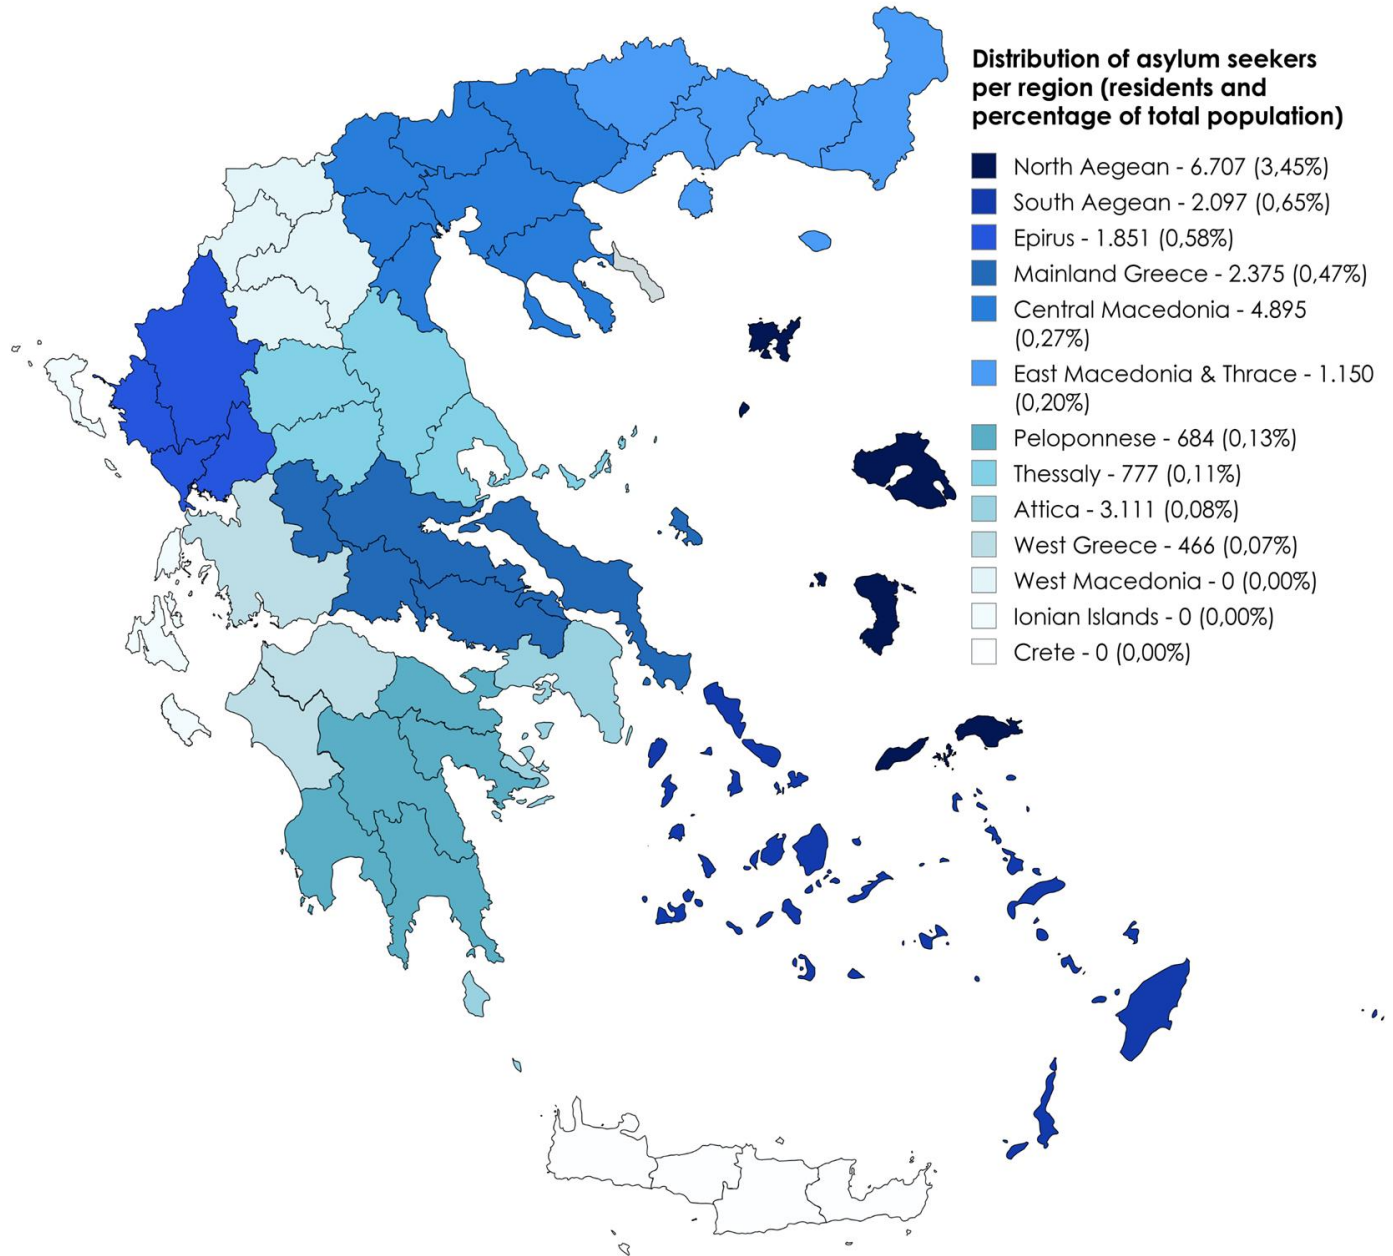 Distribution of asylum seekers
per region (residents and
percentage of total population)
North Aegean - 6.707 (3,45%)
South Aegean - 2.097 (0,65%)
Epirus - 1.851 (0,58%)
Mainland Greece - 2.375 (0,47%)
Central Macedonia - 4.895
(0,27%)
East Macedonia & Thrace - 1.150
(0,20%)
Peloponnese - 684 (0,13%)
Thessaly - 777 (0,11%)
Attica - 3.111 (0,08%)
West Greece - 466 (0,07%)
West Macedonia - 0 (0,00%)
Ionian Islands - 0 (0,00%)
Crete - 0 (0,00%)